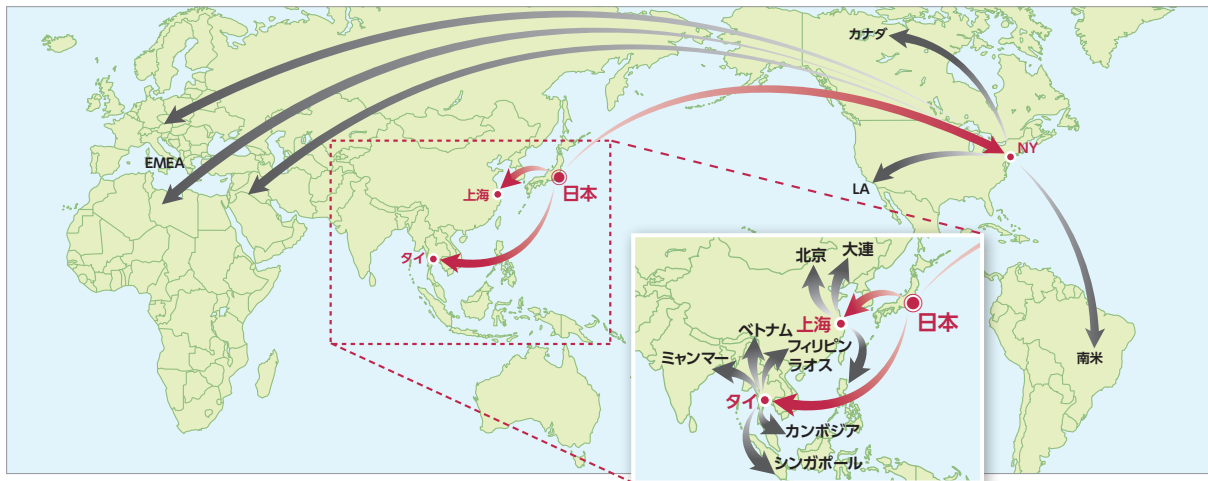 カナダ
NY
EMEA
LA
上海
日本
タイ
南米
北京
大連
上海
日本
ベトナム
フィリピン
ラオス
ミャンマー
タイ
カンボジア
シンガポール